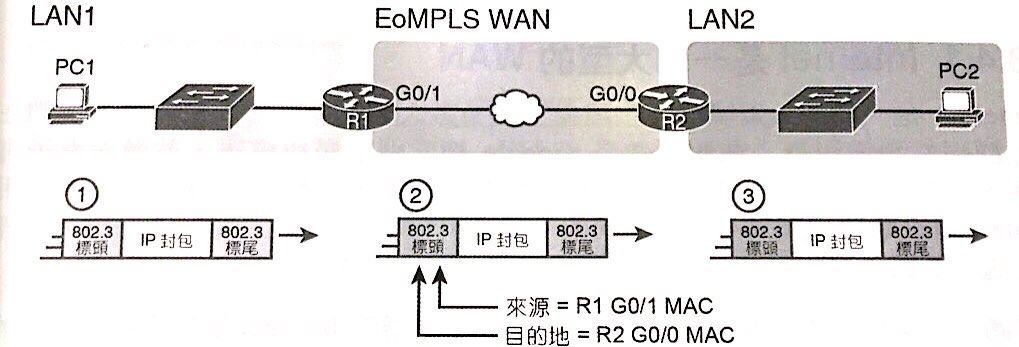 LAN1
EoMPLS WAN
LAN2
PC1
PC2
G0/1
G0/0
R1
R2
①
②
③
802.3
標頭
IP 封包
802.3
標尾
802.3
標頭
IP 封包
802.3
標尾
802.3
標頭
IP 封包
802.3
標尾
來源 = R1 G0/1 MAC
目的地 = R2 G0/0 MAC